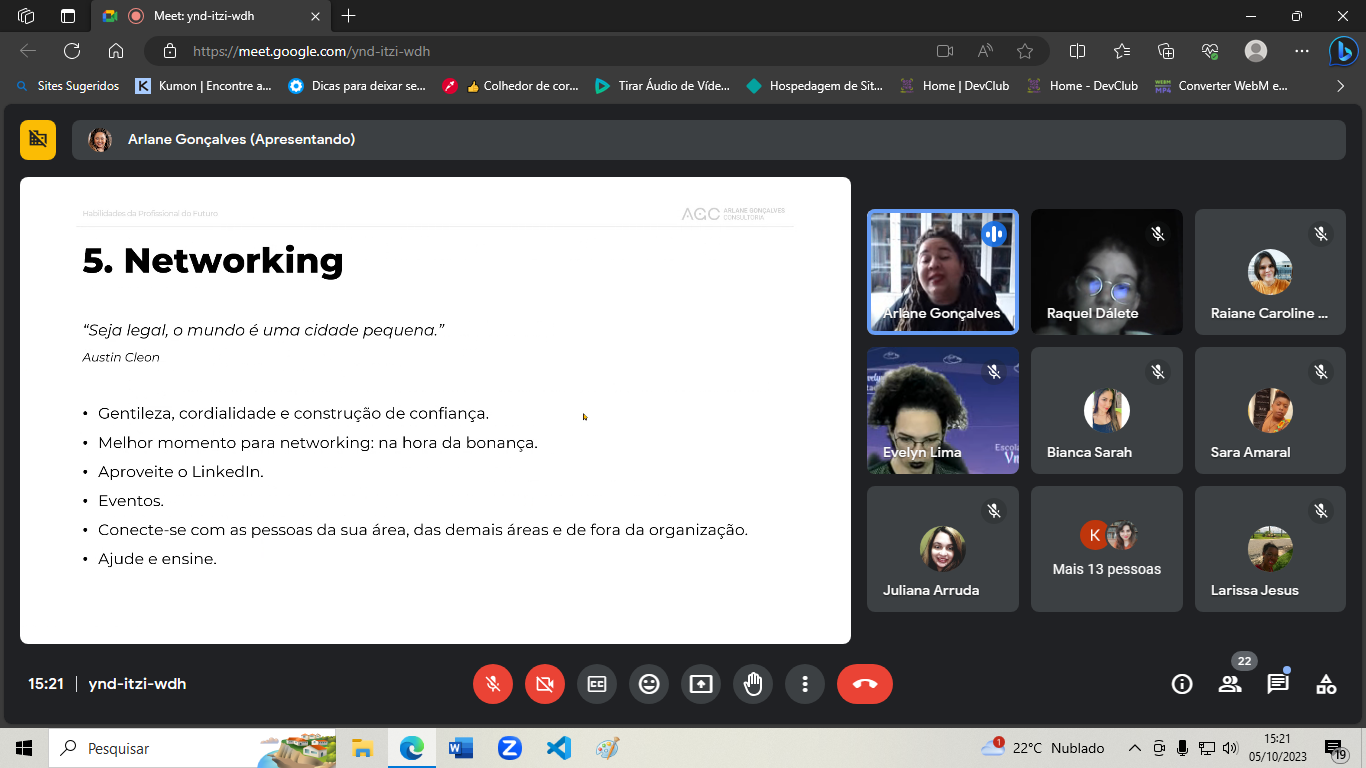 Meet: ynd-itzi-wdh
https://meet.google.com/ynd-itzi-wdh
Sites Sugeridos
K
Kumon | Encontre a...
Dicas para deixar se...
👍 Colhedor de cor...
Tirar Áudio de Víde...
Hospedagem de Sit...
Home | DevClub
Home - DevClub
Converter WebM e...
Arlane Gonçalves (Apresentando)
Habilidades da Profissional do Futuro
AGC ARLANE GONÇALVES
CONSULTORIA
5. Networking
“Seja legal, o mundo é uma cidade pequena.”
Austin Cleon
• Gentileza, cordialidade e construção de confiança.
• Melhor momento para networking: na hora da bonança.
• Aproveite o LinkedIn.
• Eventos.
• Conecte-se com as pessoas da sua área, das demais áreas e de fora da organização.
• Ajude e ensine.
Arlane Gonçalves
Raquel Dálete
Raiane Caroline ...
Evelyn Lima
Bianca Sarah
Sara Amaral
Juliana Arruda
K
Mais 13 pessoas
Larissa Jesus
15:21 | ynd-itzi-wdh
22
Pesquisar
1
22°C Nublado
15:21
05/10/2023
19